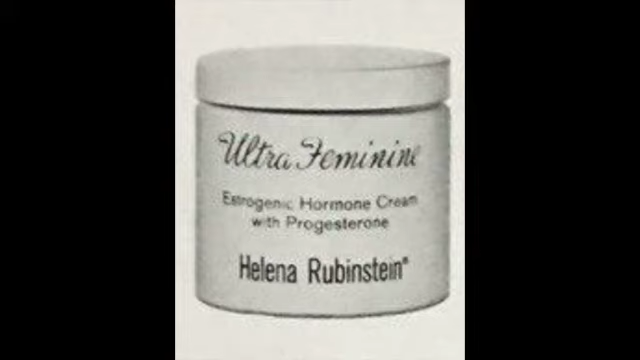 Ultra Feminine
Estrogenic Hormone Cream
with Progesterone
Helena Rubinstein®